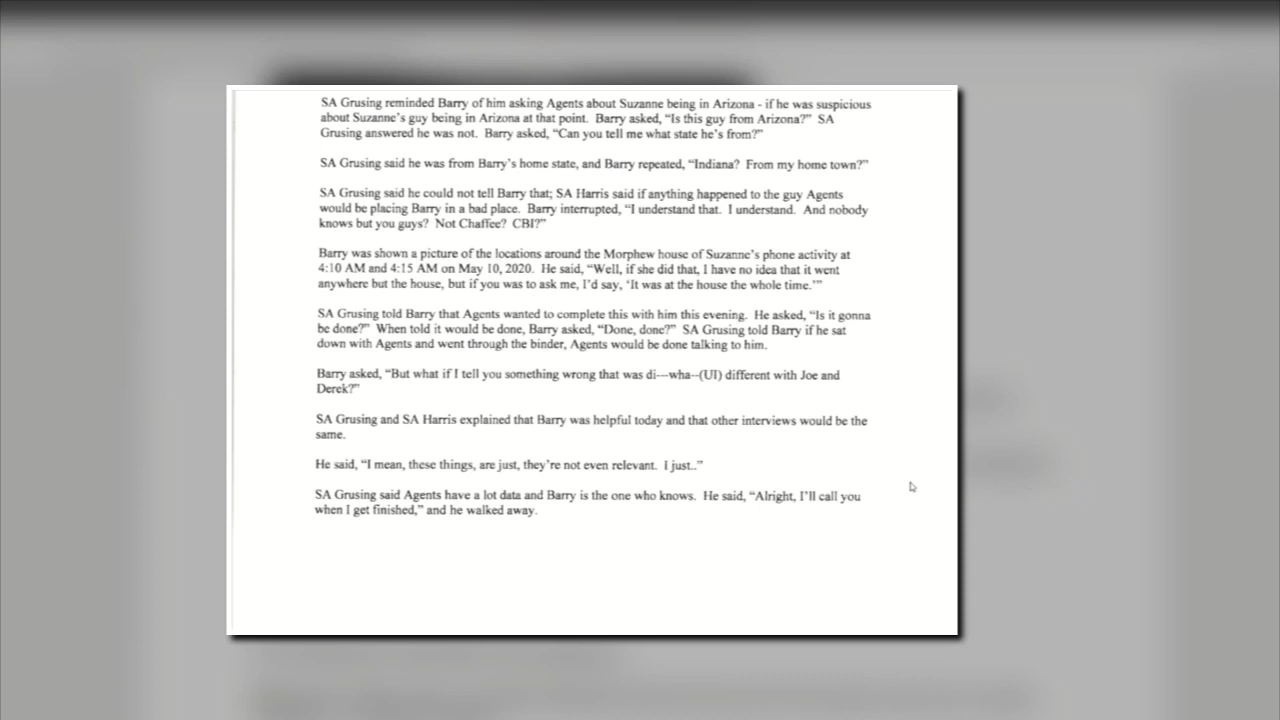 SA Grusing reminded Barry of him asking Agents about Suzanne being in Arizona - if he was suspicious
about Suzanne's guy being in Arizona at that point.  Barry asked, "Is this guy from Arizona?"  SA
Grusing answered he was not.  Barry asked, "Can you tell me what state he's from?"
SA Grusing said he was from Barry's home state, and Barry repeated, "Indiana?  From my home town?"
SA Grusing said he could not tell Barry that; SA Harris said if anything happened to the guy Agents
would be placing Barry in a bad place.  Barry interrupted, "I understand that.  I understand.  And nobody
knows but you guys?  Not Chaffee?  CBI?"
Barry was shown a picture of the locations around the Morphew house of Suzanne's phone activity at
4:10 AM and 4:15 AM on May 10, 2020.  He said, "Well, if she did that, I have no idea that it went
anywhere but the house, but if you was to ask me, I'd say, 'It was at the house the whole time.'"
SA Grusing told Barry that Agents wanted to complete this with him this evening.  He asked, "Is it gonna
be done?"  When told it would be done, Barry asked, "Done, done?"  SA Grusing told Barry if he sat
down with Agents and went through the binder, Agents would be done talking to him.
Barry asked, "But what if I tell you something wrong that was di---wha--(UI) different with Joe and
Derek?"
SA Grusing and SA Harris explained that Barry was helpful today and that other interviews would be the
same.
He said, "I mean, these things, are just, they're not even relevant.  I just.."
SA Grusing said Agents have a lot data and Barry is the one who knows.  He said, "Alright, I'll call you
when I get finished," and he walked away.